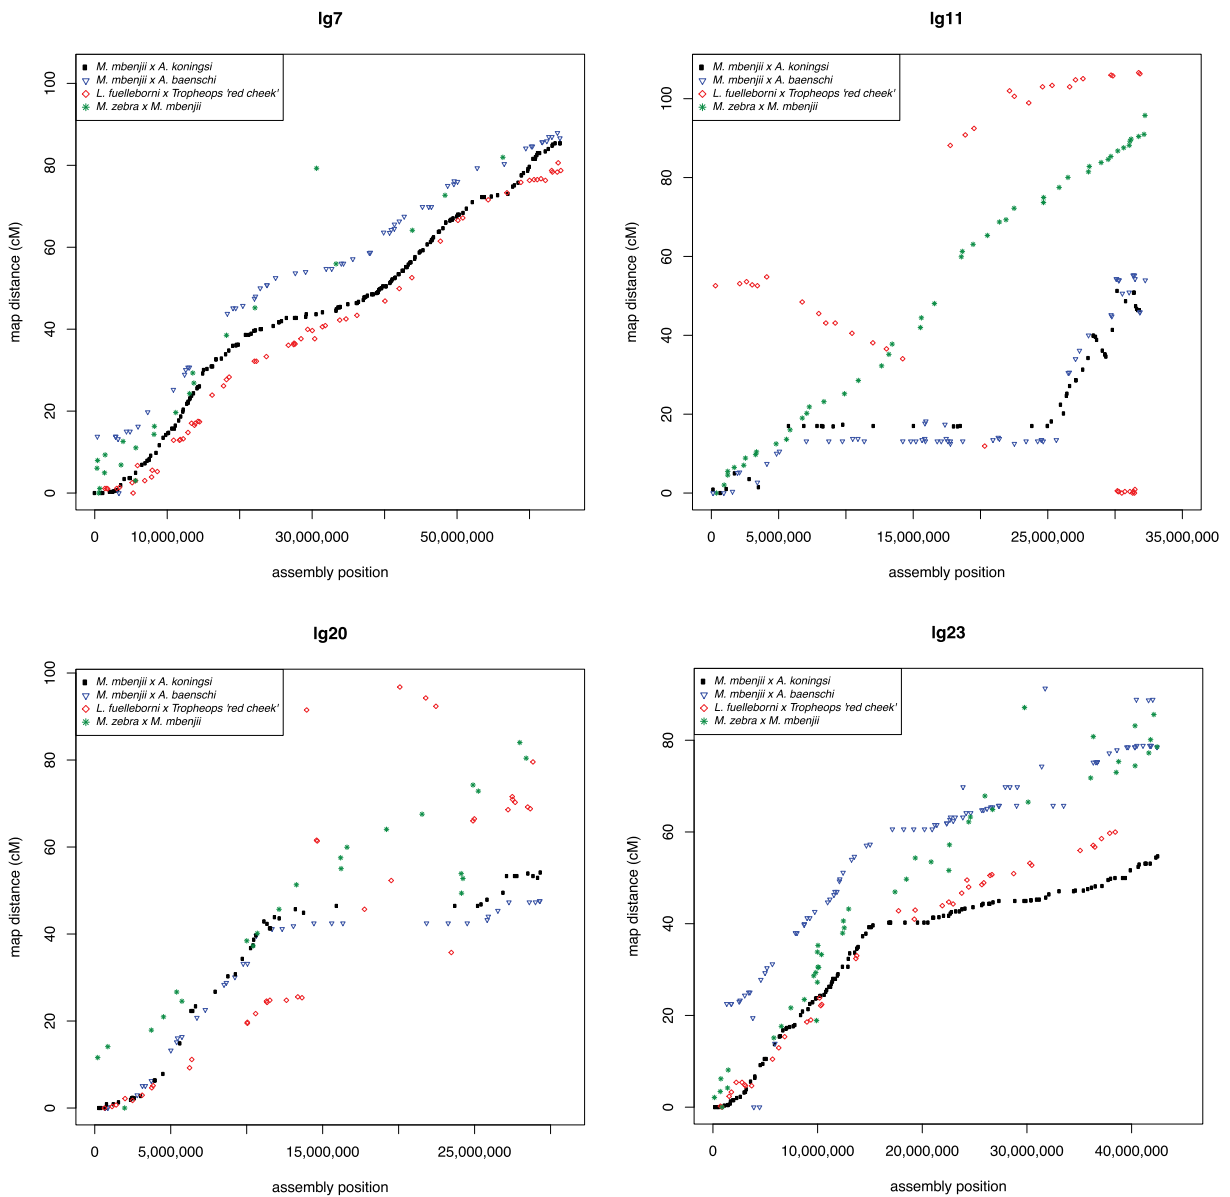 lg7
M. mbenjii x A. koningsi
M. mbenjii x A. baenschi
L. fuelleborni x Tropheops 'red cheek'
M. zebra x M. mbenjii
100
80
60
40
20
0
map distance (cM)
0 10,000,000 30,000,000 50,000,000
assembly position
lg11
M. mbenjii x A. koningsi
M. mbenjii x A. baenschi
L. fuelleborni x Tropheops 'red cheek'
M. zebra x M. mbenjii
100
80
60
40
20
0
map distance (cM)
0 5,000,000 15,000,000 25,000,000 35,000,000
assembly position
lg20
M. mbenjii x A. koningsi
M. mbenjii x A. baenschi
L. fuelleborni x Tropheops 'red cheek'
M. zebra x M. mbenjii
100
80
60
40
20
0
map distance (cM)
0 5,000,000 15,000,000 25,000,000
assembly position
lg23
M. mbenjii x A. koningsi
M. mbenjii x A. baenschi
L. fuelleborni x Tropheops 'red cheek'
M. zebra x M. mbenjii
80
60
40
20
0
map distance (cM)
0 10,000,000 20,000,000 30,000,000 40,000,000
assembly position